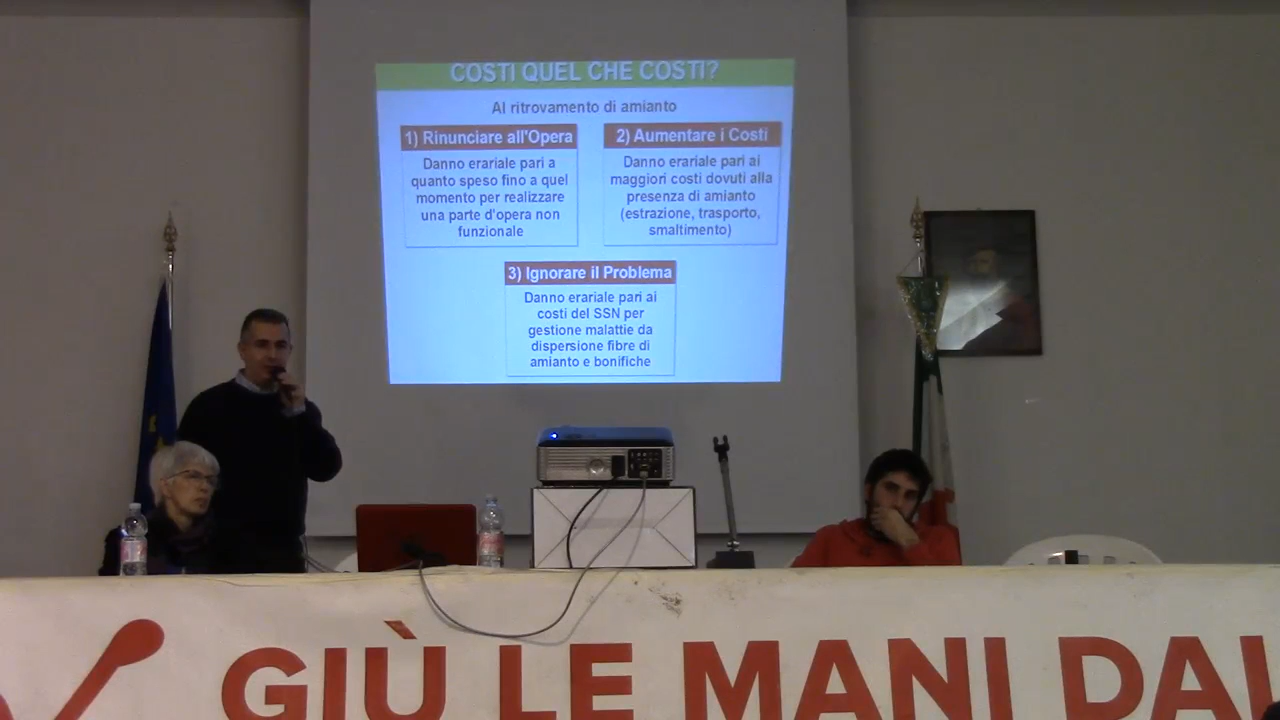 COSTI QUEL CHE COSTI?
Al ritrovamento di amianto
1) Rinunciare all'Opera
Danno erariale pari a
quanto speso fino a quel
momento per realizzare
una parte d'opera non
funzionale
2) Aumentare i Costi
Danno erariale pari ai
maggiori costi dovuti alla
presenza di amianto
(estrazione, trasporto,
smaltimento)
3) Ignorare il Problema
Danno erariale pari ai
costi del SSN per
gestione malattie da
dispersione fibre di
amianto e bonifiche
GIÙ LE MANI DAL